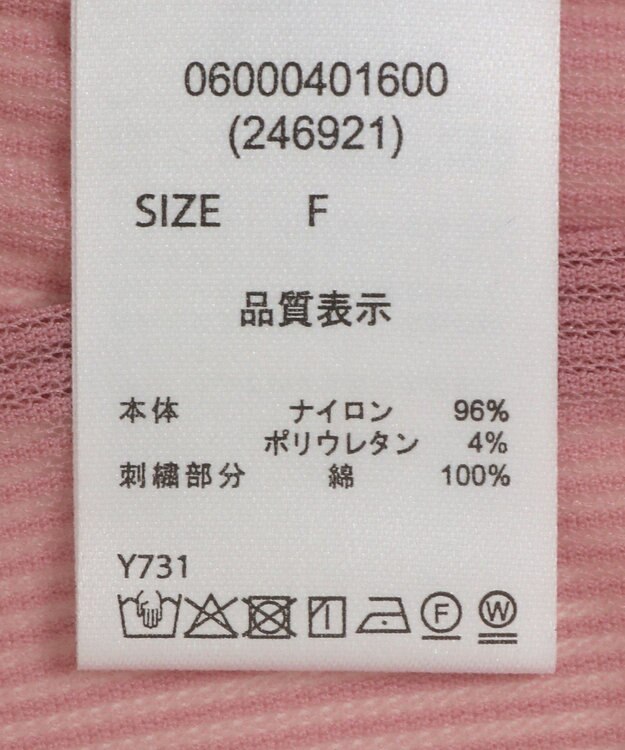 06000401600
(246921)
SIZE F
品質表示
本体 ナイロン 96%
ポリウレタン 4%
刺繍部分 綿 100%
Y731
F W